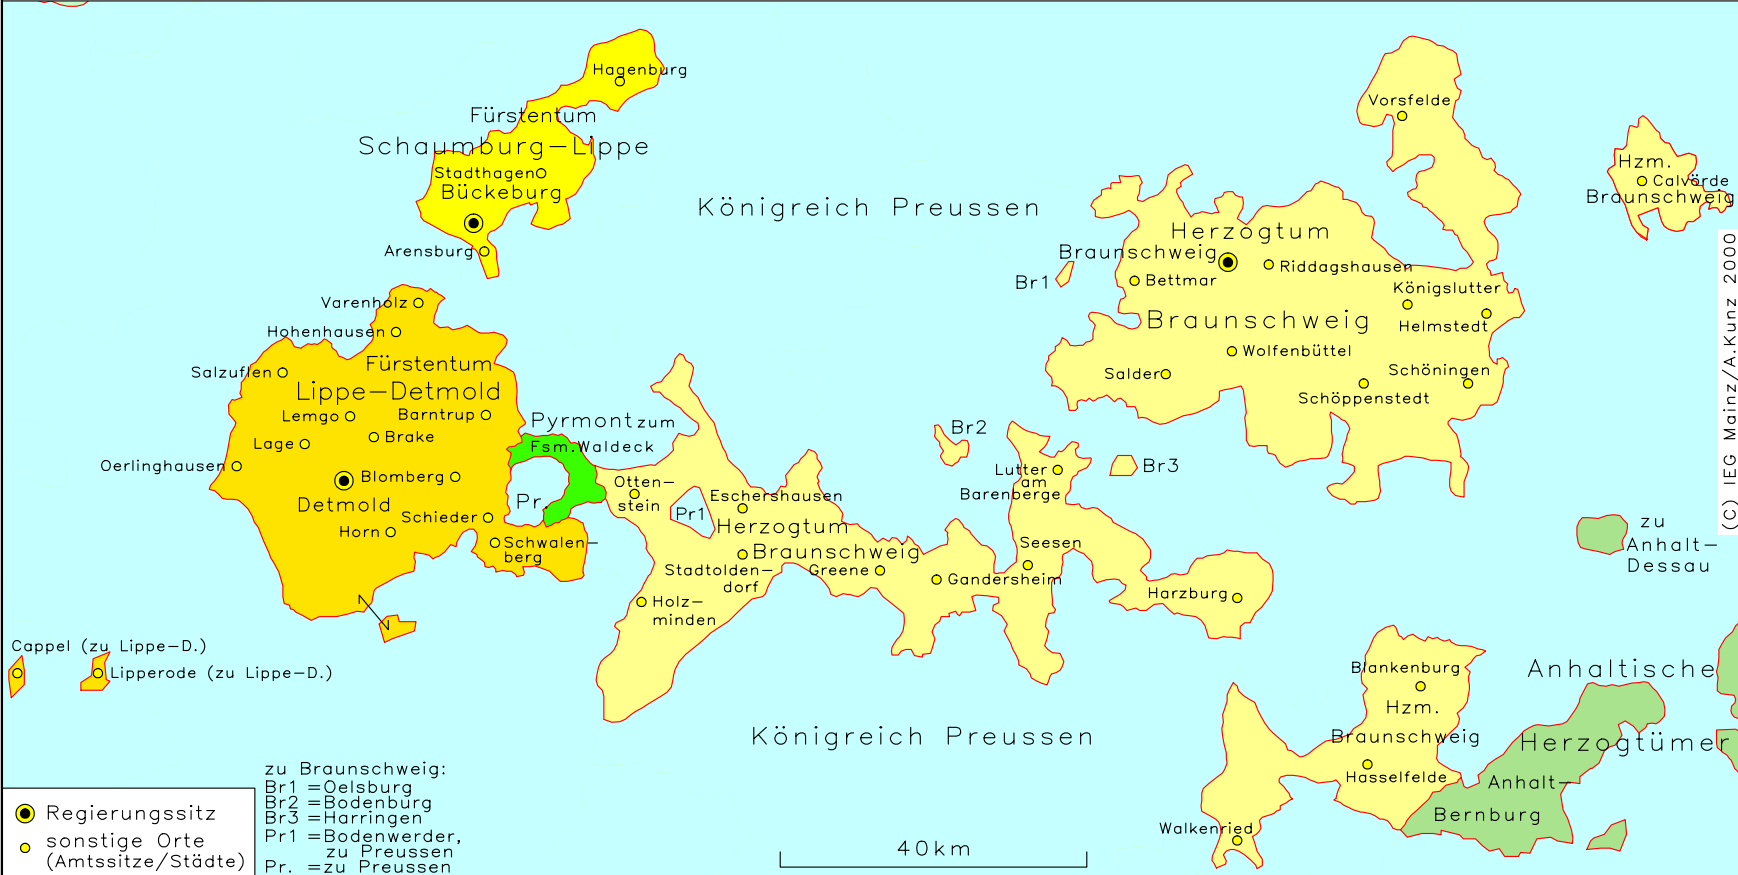 Hagenburg
Fürstentum
Schaumburg-Lippe
Stadthagen
Bückeburg
Arensburg
Königreich Preussen
Vorsfelde
Hzm.
Calvörde
Braunschweig
Herzogtum
Braunschweig
Riddagshausen
Br1
Bettmar
Königslutter
Braunschweig
Helmstedt
Wolfenbüttel
Salder
Schöningen
Schöppenstedt
Varenholz
Hohenhausen
Fürstentum
Salzuflen
Lippe-Detmold
Lemgo
Barntrup
Brake
Lage
Oerlinghausen
Blomberg
Detmold
Schieder
Horn
Schwalen-
berg
Pyrmont zum
Fsm. Waldeck
Pr.
Otten-
stein
Pr1
Eschershausen
Herzogtum
Braunschweig
Stadtolden-
dorf
Greene
Gandersheim
Holz-
minden
Br2
Lutter
am
Barenberge
Br3
Seesen
Harzburg
zu
Anhalt-
Dessau
Cappel (zu Lippe-D.)
Lipperode (zu Lippe-D.)
Königreich Preussen
Blankenburg
Hzm.
Braunschweig
Hasselfelde
Walkenried
Anhaltische
Herzogtümer
Anhalt-
Bernburg
zu Braunschweig:
Br1 =Oelsburg
Br2 =Bodenburg
Br3 =Harringen
Pr1 =Bodenwerder,
zu Preussen
Pr. =zu Preussen
Regierungssitz
sonstige Orte
(Amtssitze/Städte)
40km
(C) IEG Mainz/A.Kunz 2000